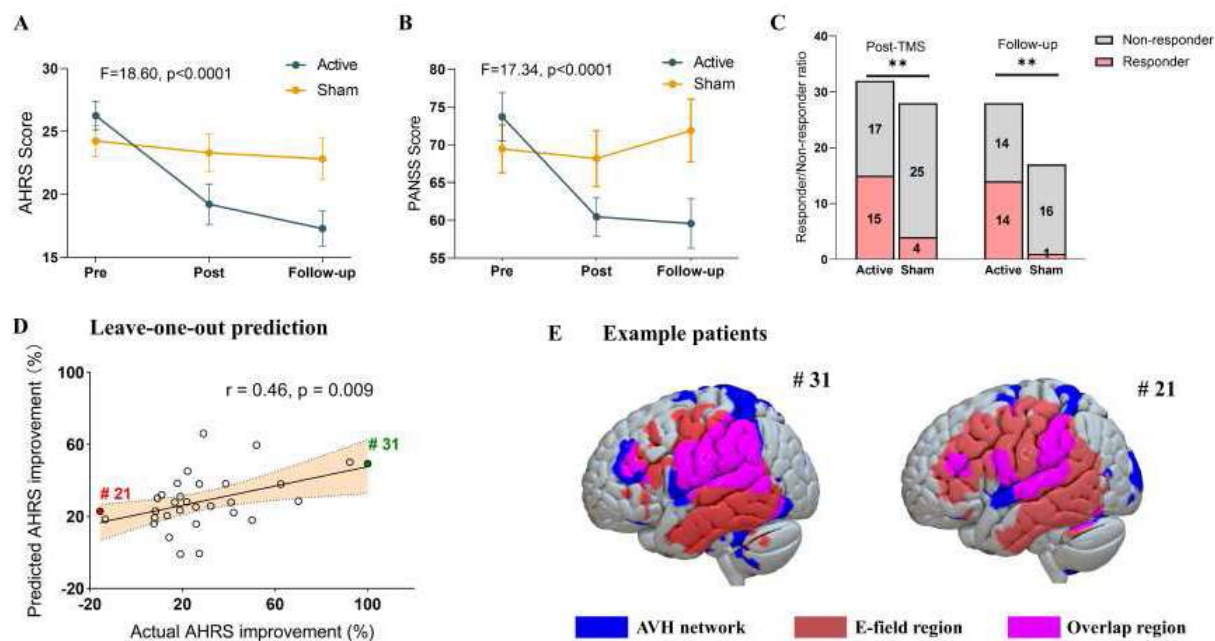 A
F=18.60, p<0.0001
Active
Sham
AHRS Score
30
25
20
15
Pre
Post
Follow-up
B
F=17.34, p<0.0001
Active
Sham
PANSS Score
80
75
70
65
60
55
Pre
Post
Follow-up
C
Non-responder
Responder
Post-TMS
Follow-up
**
**
Responder/Non-responder ratio
40
30
20
10
0
17
15
25
4
14
14
16
1
Active
Sham
Active
Sham
D Leave-one-out prediction
r = 0.46, p = 0.009
Predicted AHRS improvement (%)
100
60
20
-20
# 31
# 21
-20
20
60
100
Actual AHRS improvement (%)
E Example patients
# 31
# 21
AVH network
E-field region
Overlap region